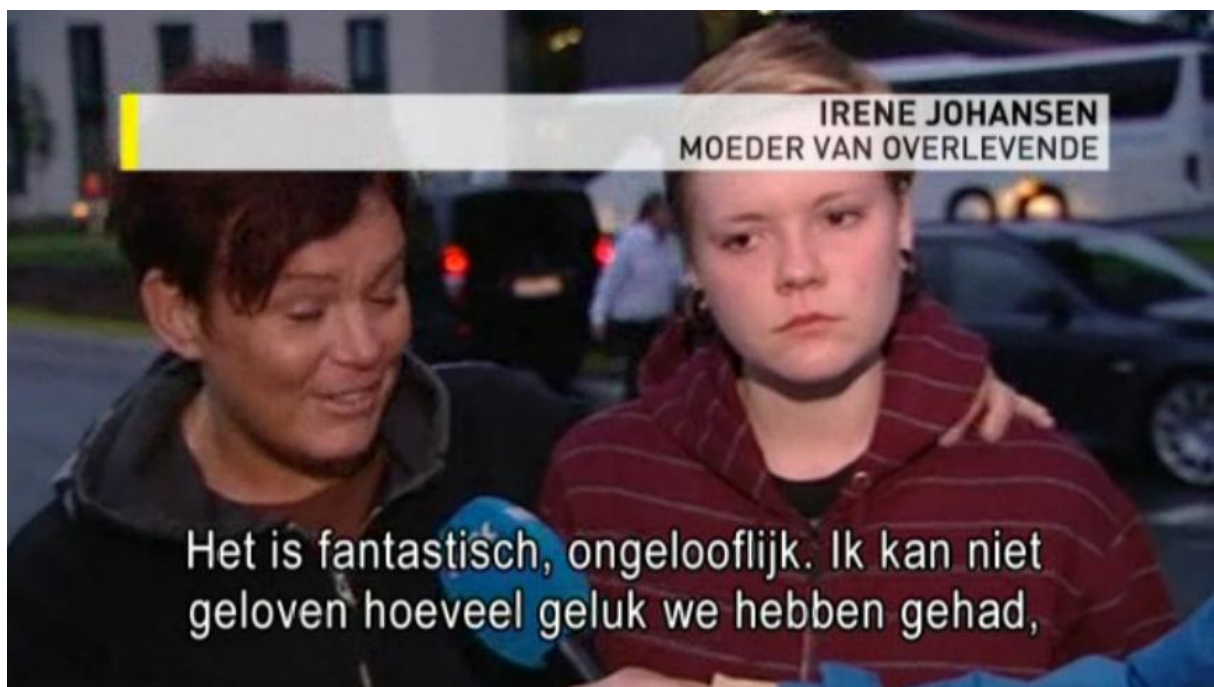 IRENE JOHANSEN
MOEDER VAN OVERLEVENDE
Het is fantastisch, ongelooflijk. Ik kan niet
geloven hoeveel geluk we hebben gehad,